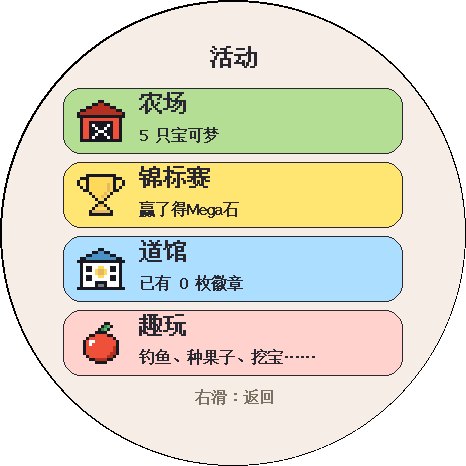 活动
农场
5 只宝可梦
锦标赛
赢了得Mega石
道馆
已有 0 枚徽章
趣玩
钓鱼、种果子、挖宝……
右滑：返回